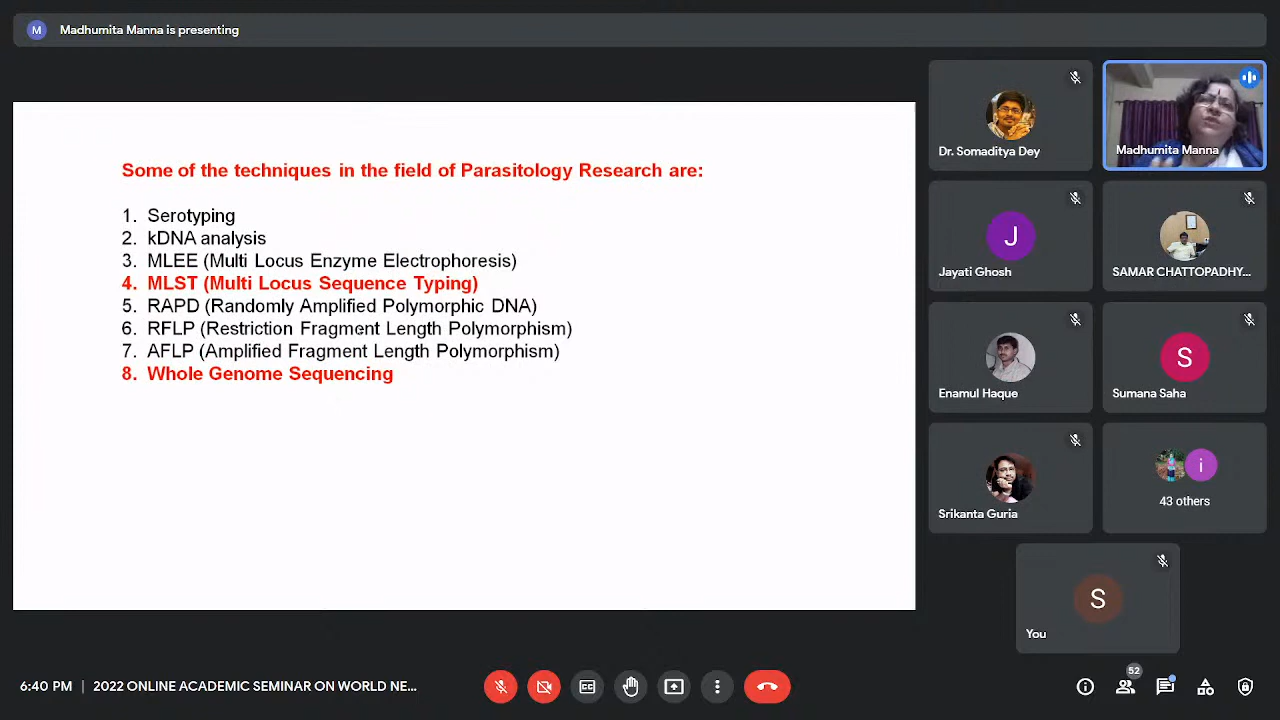 M
Madhumita Manna is presenting
Some of the techniques in the field of Parasitology Research are:
1. Serotyping
2. kDNA analysis
3. MLEE (Multi Locus Enzyme Electrophoresis)
4. MLST (Multi Locus Sequence Typing)
5. RAPD (Randomly Amplified Polymorphic DNA)
6. RFLP (Restriction Fragment Length Polymorphism)
7. AFLP (Amplified Fragment Length Polymorphism)
8. Whole Genome Sequencing
Dr. Somaditya Dey
Madhumita Manna
J
Jayati Ghosh
SAMAR CHATTOPADHY...
Enamul Haque
S
Sumana Saha
Srikanta Guria
i
43 others
S
You
6:40 PM | 2022 ONLINE ACADEMIC SEMINAR ON WORLD NE...
52